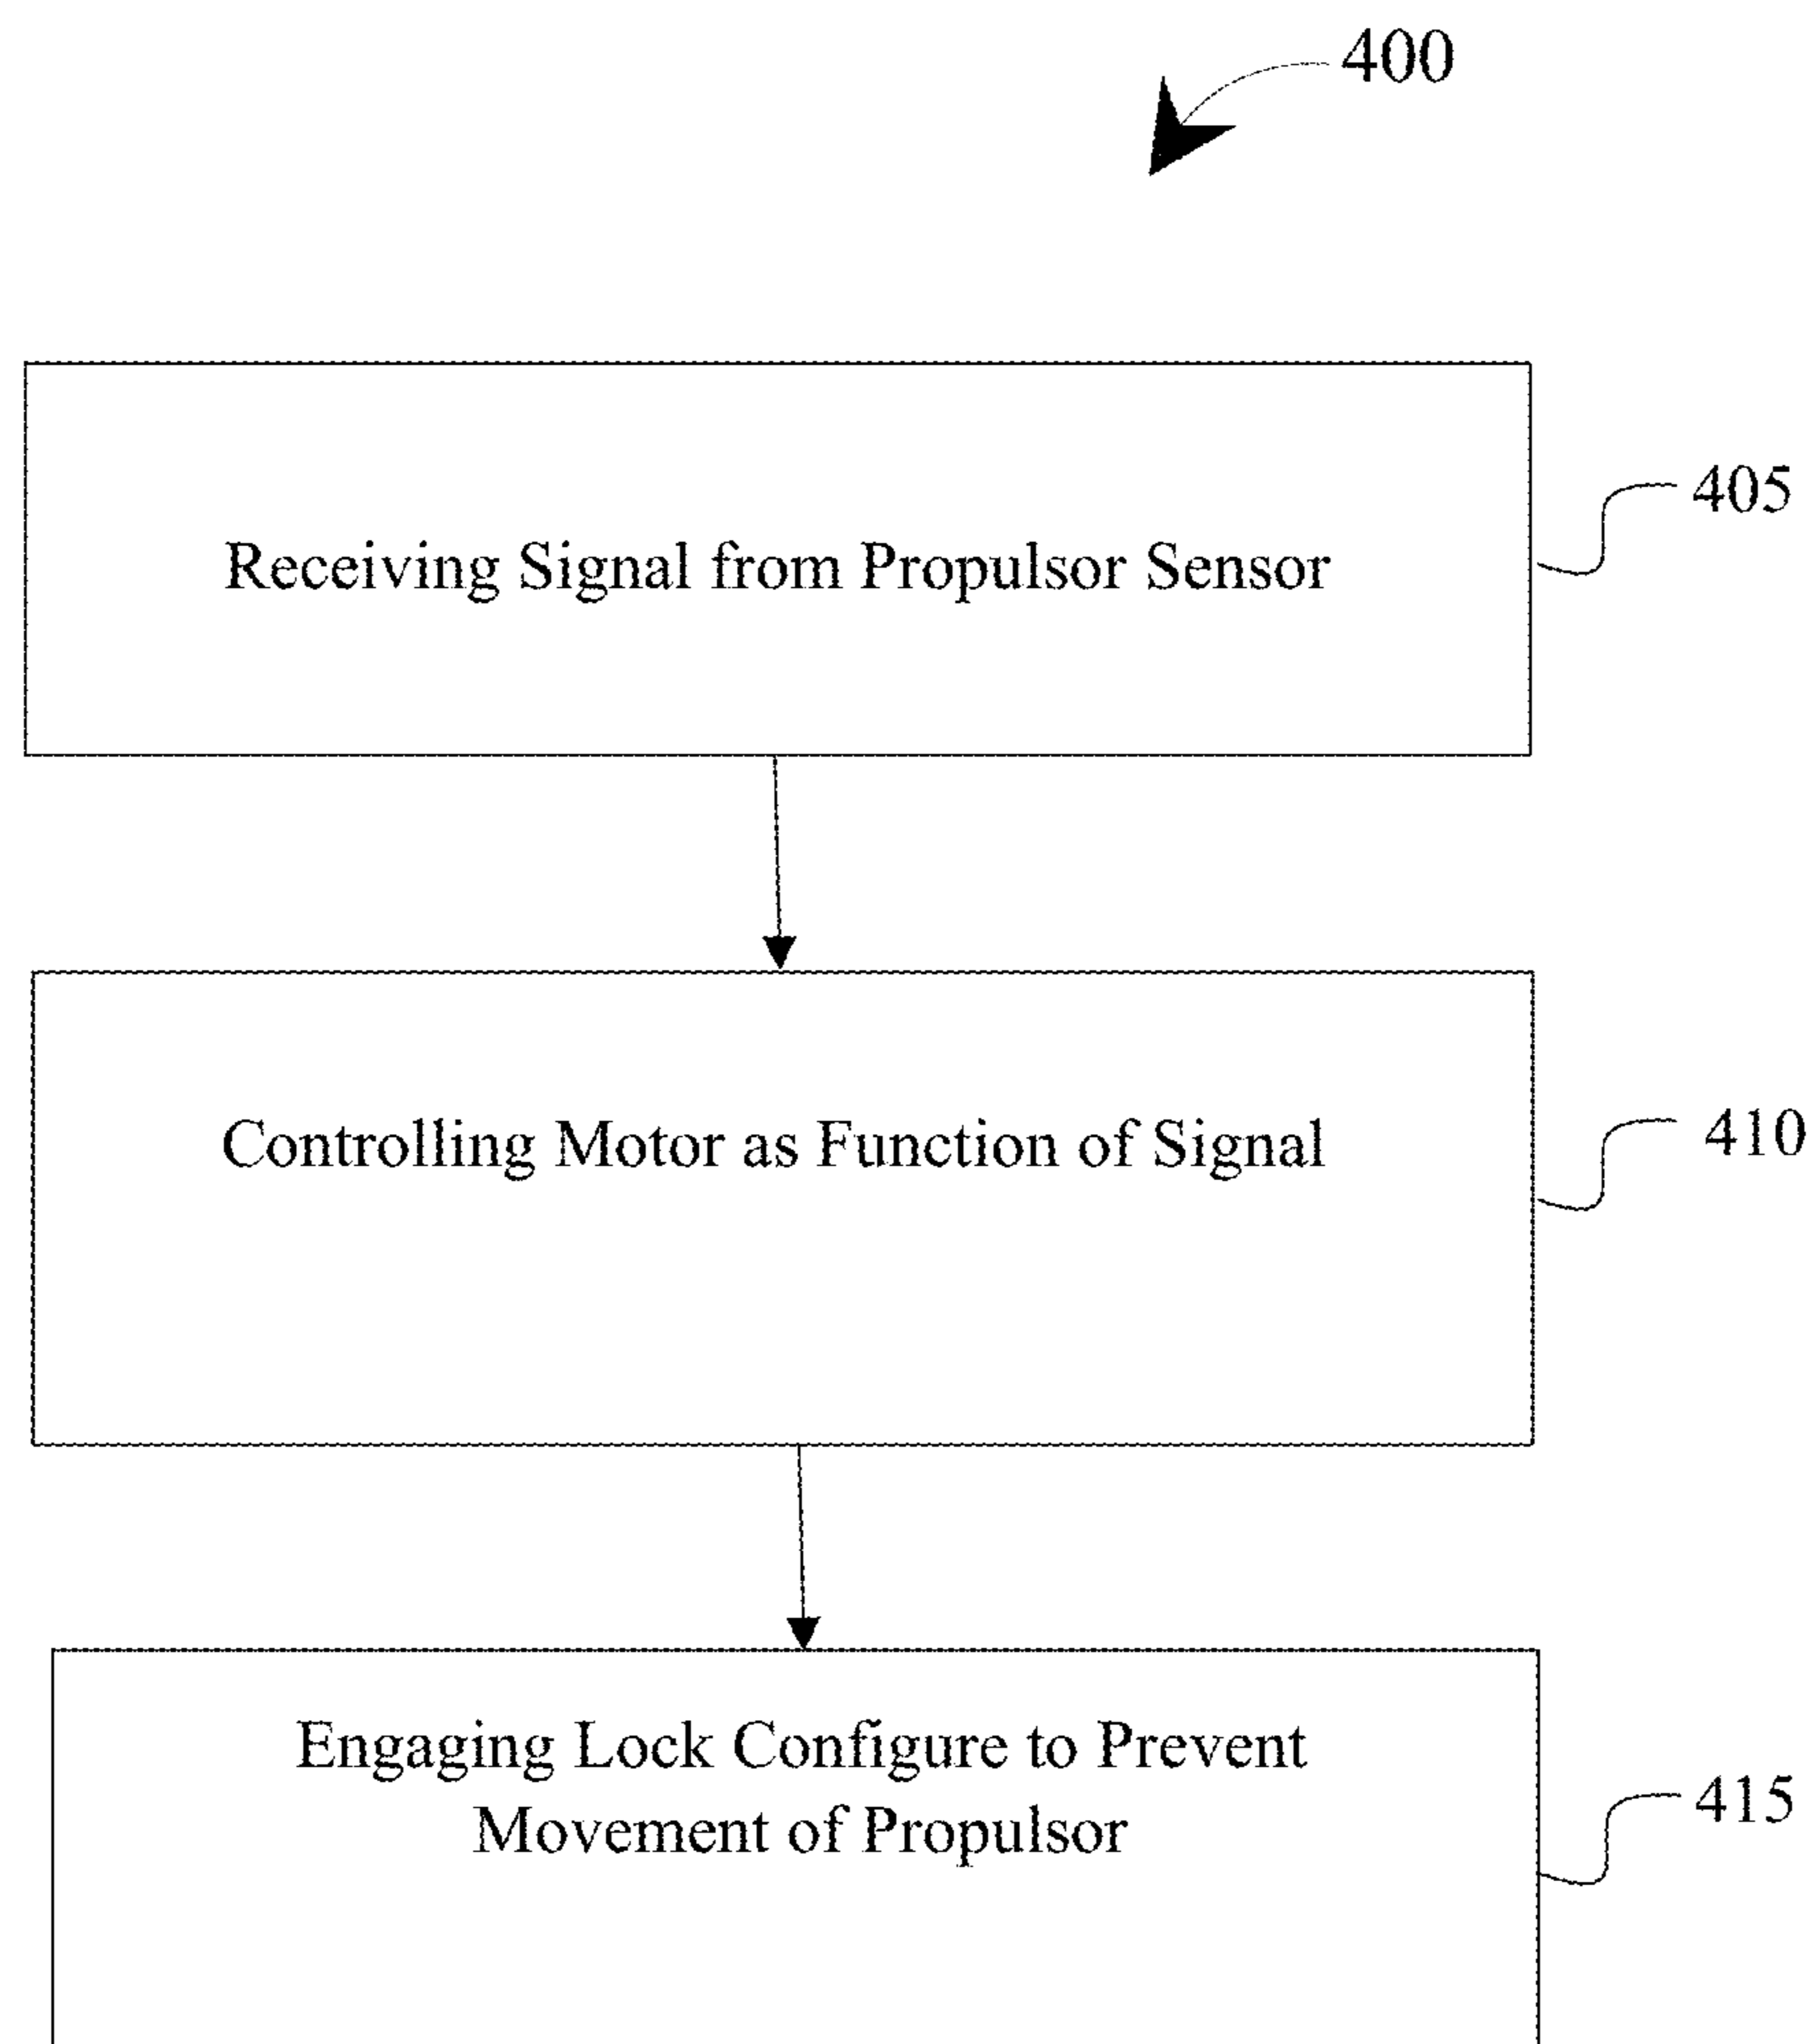 400
Receiving Signal from Propulsor Sensor
405
Controlling Motor as Function of Signal
410
Engaging Lock Configure to Prevent
Movement of Propulsor
415